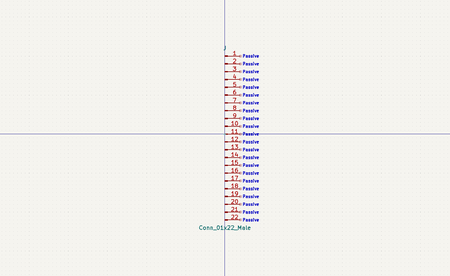 J
1 Passive
2 Passive
3 Passive
4 Passive
5 Passive
6 Passive
7 Passive
8 Passive
9 Passive
10 Passive
11 Passive
12 Passive
13 Passive
14 Passive
15 Passive
16 Passive
17 Passive
18 Passive
19 Passive
20 Passive
21 Passive
22 Passive
Conn_01x22_Male